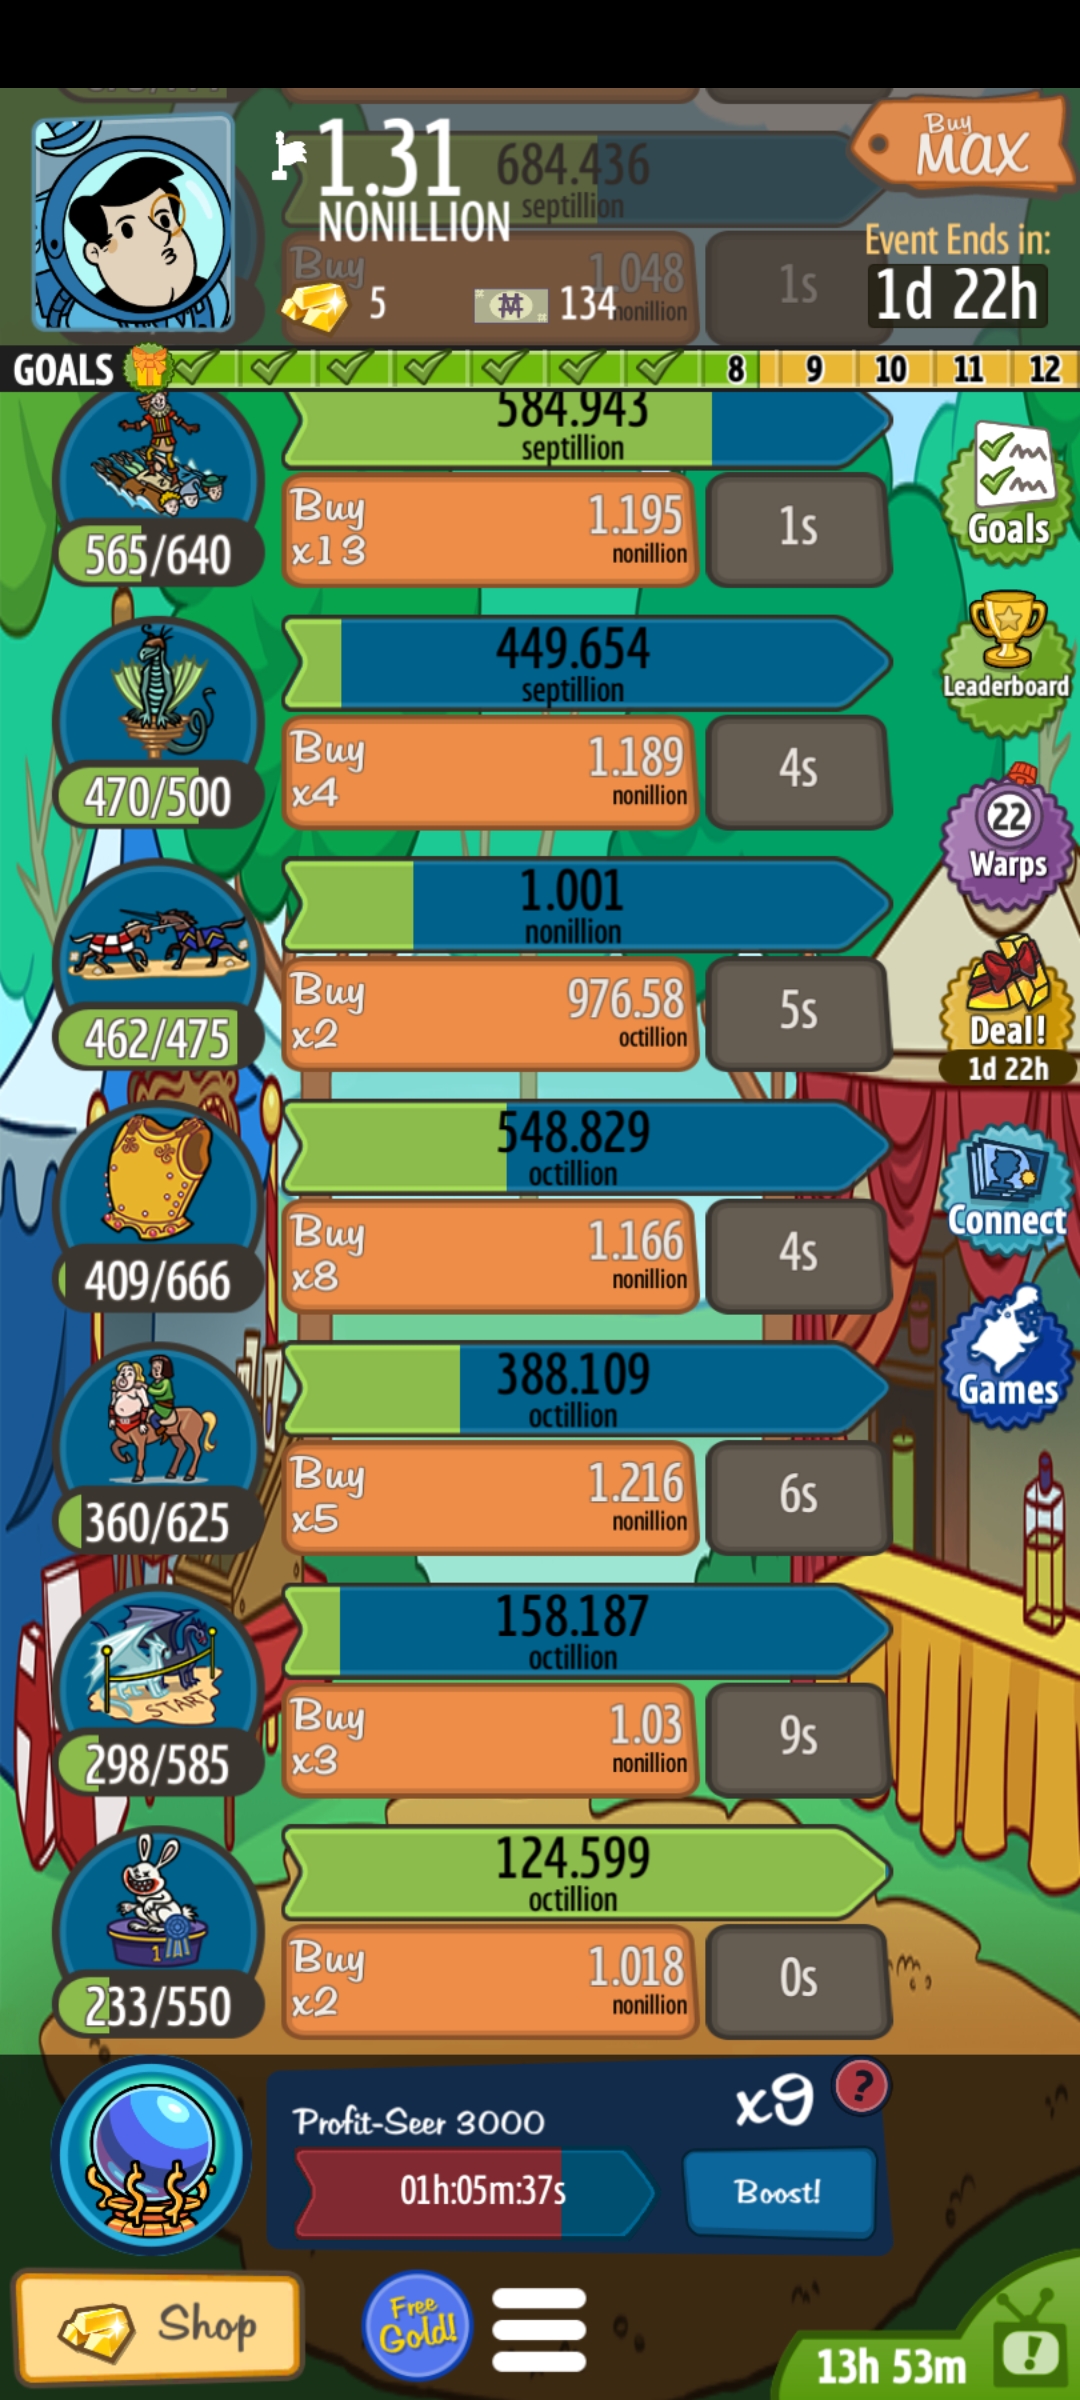 1.31
NONILLION
684.436
septillion
Buy
MAX
Event Ends in:
1d 22h
Buy
1.048
nonillion
1s
5
134
GOALS
8 9 10 11 12
584.943
septillion
565/640
Buy
x13
1.195
nonillion
1s
Goals
449.654
septillion
470/500
Buy
x4
1.189
nonillion
4s
Leaderboard
22
Warps
1.001
nonillion
462/475
Buy
x2
976.58
octillion
5s
Deal!
1d 22h
548.829
octillion
409/666
Buy
x8
1.166
nonillion
4s
Connect
388.109
octillion
360/625
Buy
x5
1.216
nonillion
6s
Games
158.187
octillion
START
298/585
Buy
x3
1.03
nonillion
9s
124.599
octillion
1
233/550
Buy
x2
1.018
nonillion
0s
Profit-Seer 3000
x9
?
01h:05m:37s
Boost!
Shop
Free
Gold!
13h 53m
!